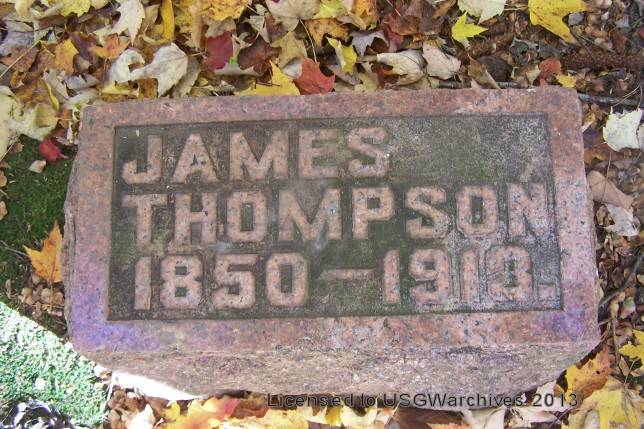 JAMES
THOMPSON
1850–1913.
Licensed to USGWarchives 2013